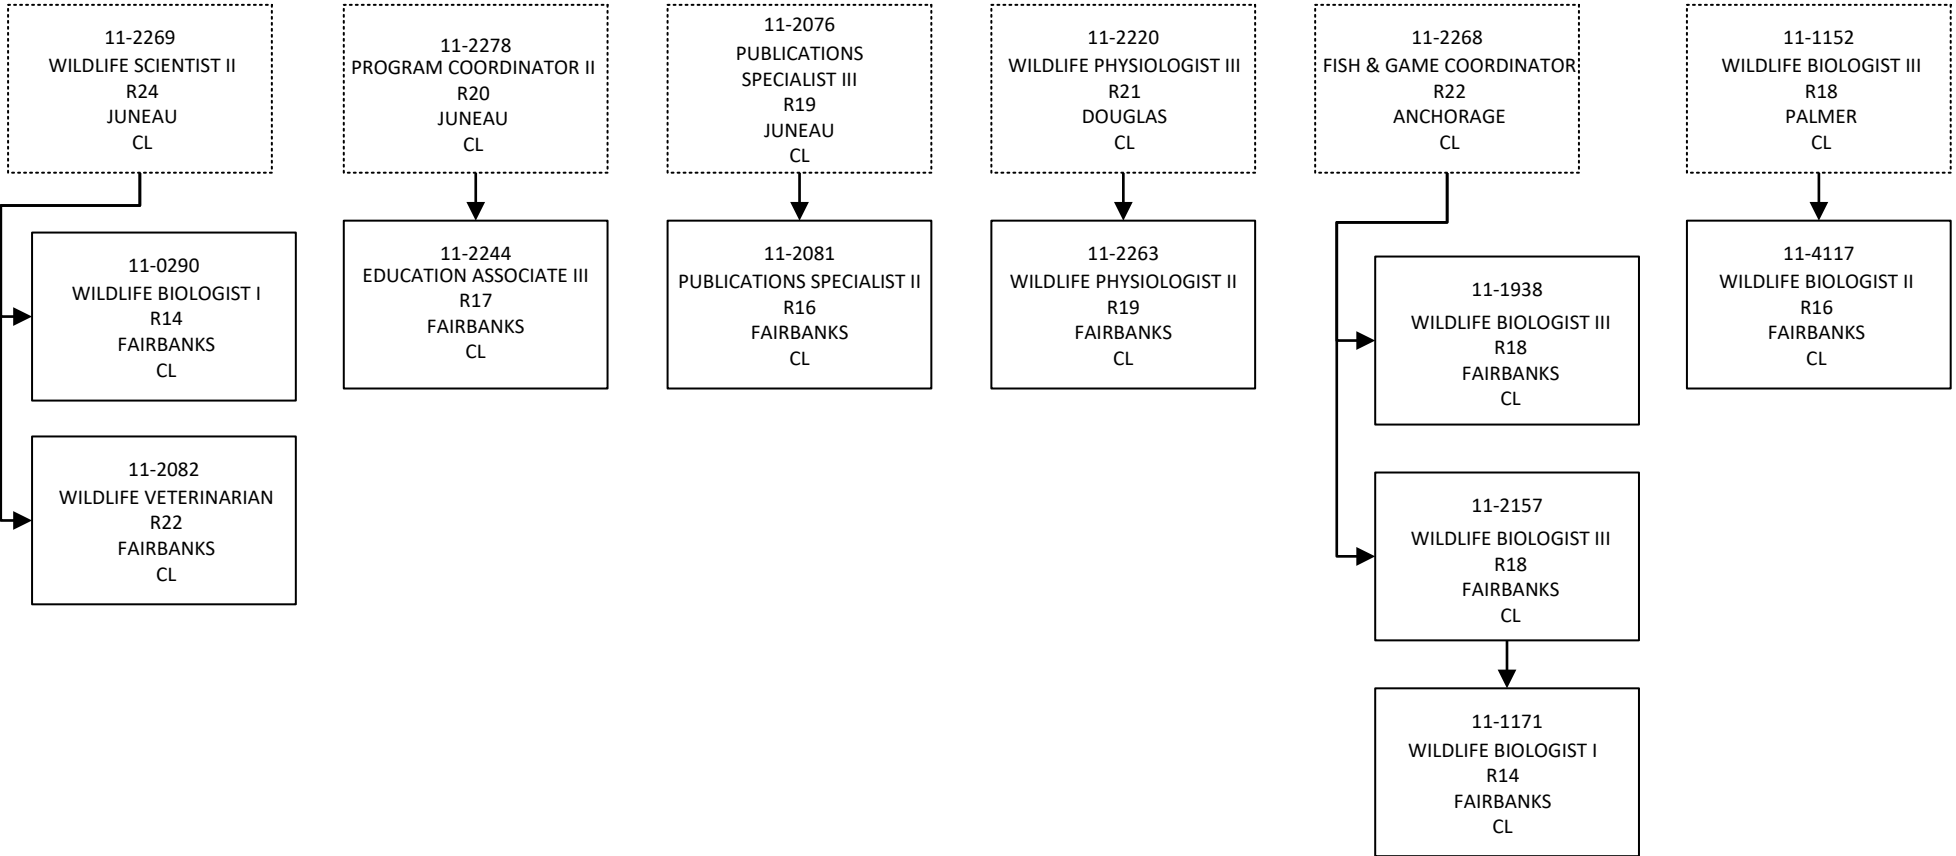 11-2269
WILDLIFE SCIENTIST II
R24
JUNEAU
CL
11-2278
PROGRAM COORDINATOR II
R20
JUNEAU
CL
11-2076
PUBLICATIONS
SPECIALIST III
R19
JUNEAU
CL
11-2220
WILDLIFE PHYSIOLOGIST III
R21
DOUGLAS
CL
11-2268
FISH & GAME COORDINATOR
R22
ANCHORAGE
CL
11-1152
WILDLIFE BIOLOGIST III
R18
PALMER
CL
11-0290
WILDLIFE BIOLOGIST I
R14
FAIRBANKS
CL
11-2244
EDUCATION ASSOCIATE III
R17
FAIRBANKS
CL
11-2081
PUBLICATIONS SPECIALIST II
R16
FAIRBANKS
CL
11-2263
WILDLIFE PHYSIOLOGIST II
R19
FAIRBANKS
CL
11-1938
WILDLIFE BIOLOGIST III
R18
FAIRBANKS
CL
11-4117
WILDLIFE BIOLOGIST II
R16
FAIRBANKS
CL
11-2082
WILDLIFE VETERINARIAN
R22
FAIRBANKS
CL
11-2157
WILDLIFE BIOLOGIST III
R18
FAIRBANKS
CL
11-1171
WILDLIFE BIOLOGIST I
R14
FAIRBANKS
CL